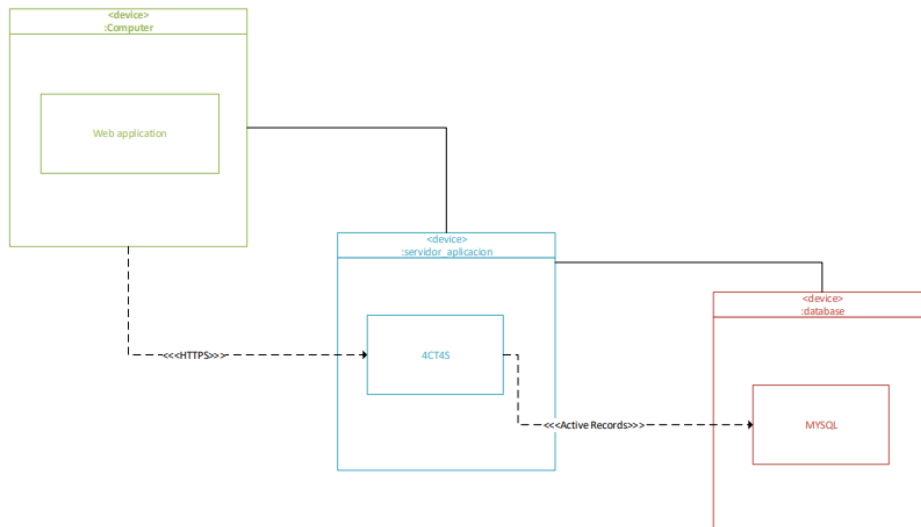 <device>
:Computer
Web application
<device>
:servidor_aplicacion
<device>
:database
<<<HTTPS>>>
4CT4S
<<<Active Records>>>
MYSQL